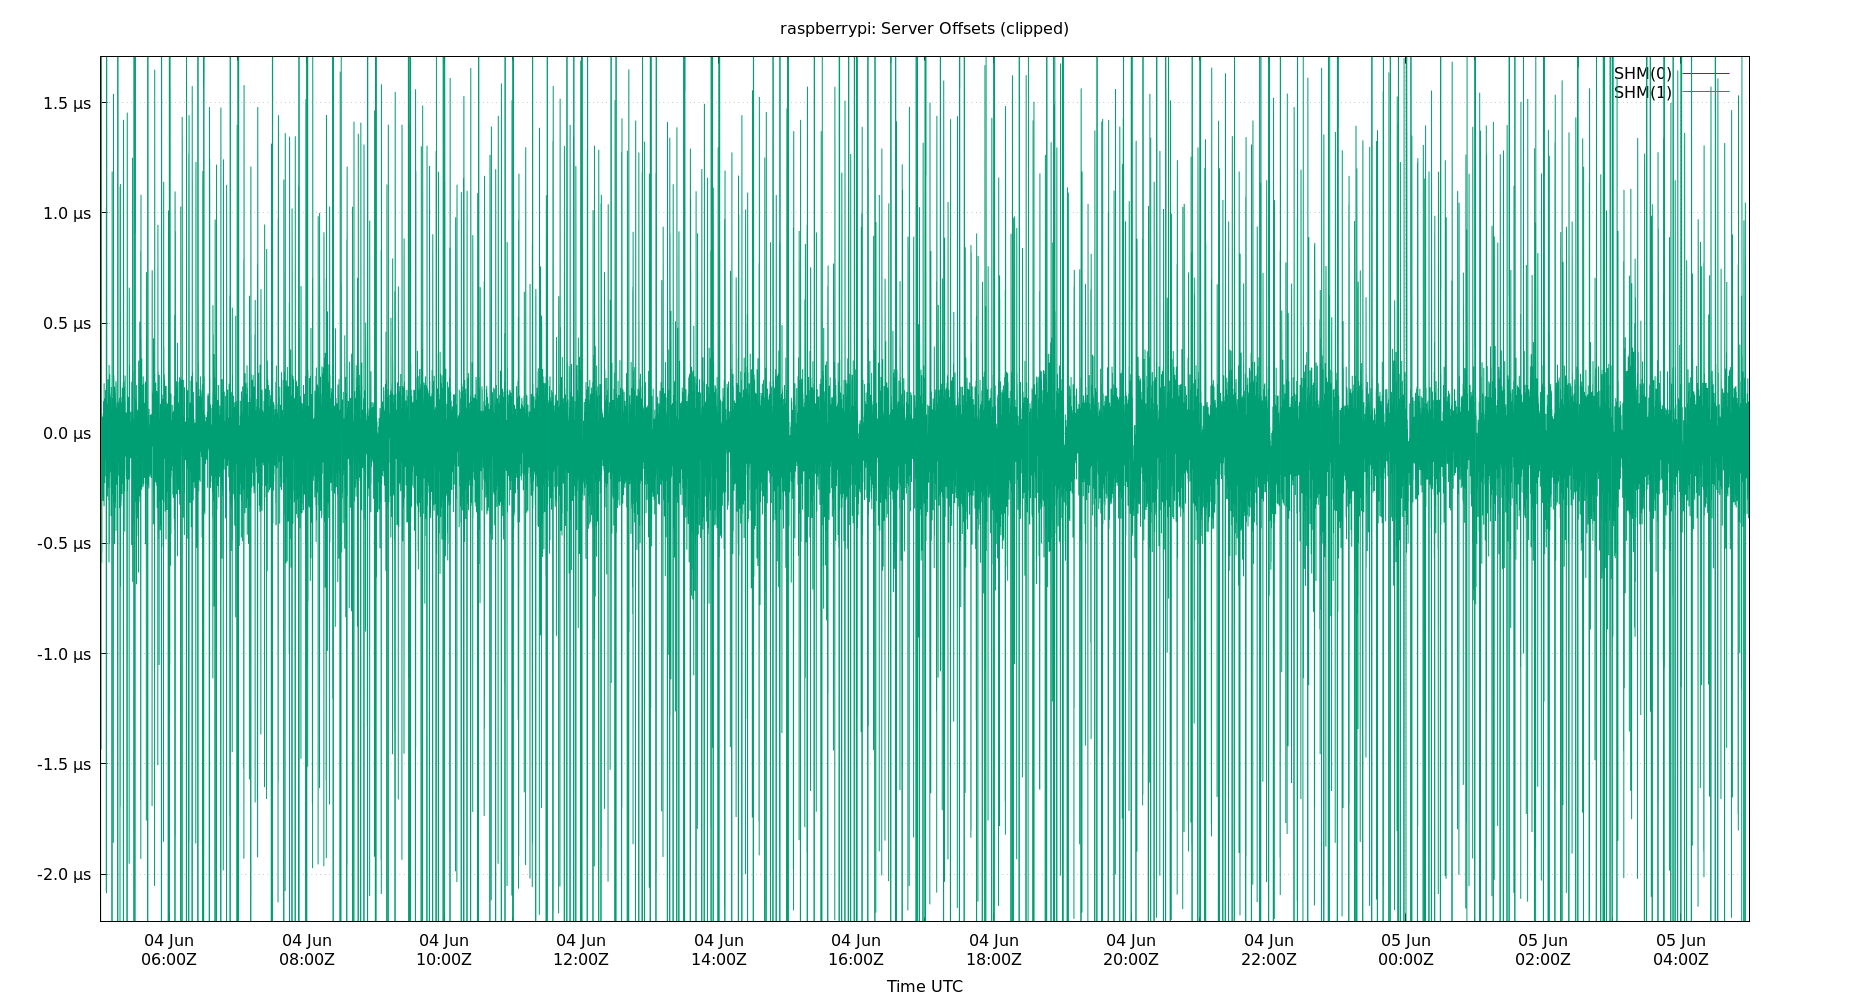 raspberrypi: Server Offsets (clipped)
SHM(0)
SHM(1)
1.5 µs
1.0 µs
0.5 µs
0.0 µs
-0.5 µs
-1.0 µs
-1.5 µs
-2.0 µs
04 Jun 04 Jun 04 Jun 04 Jun 04 Jun 04 Jun 04 Jun 04 Jun 04 Jun 05 Jun 05 Jun 05 Jun
06:00Z 08:00Z 10:00Z 12:00Z 14:00Z 16:00Z 18:00Z 20:00Z 22:00Z 00:00Z 02:00Z 04:00Z
Time UTC